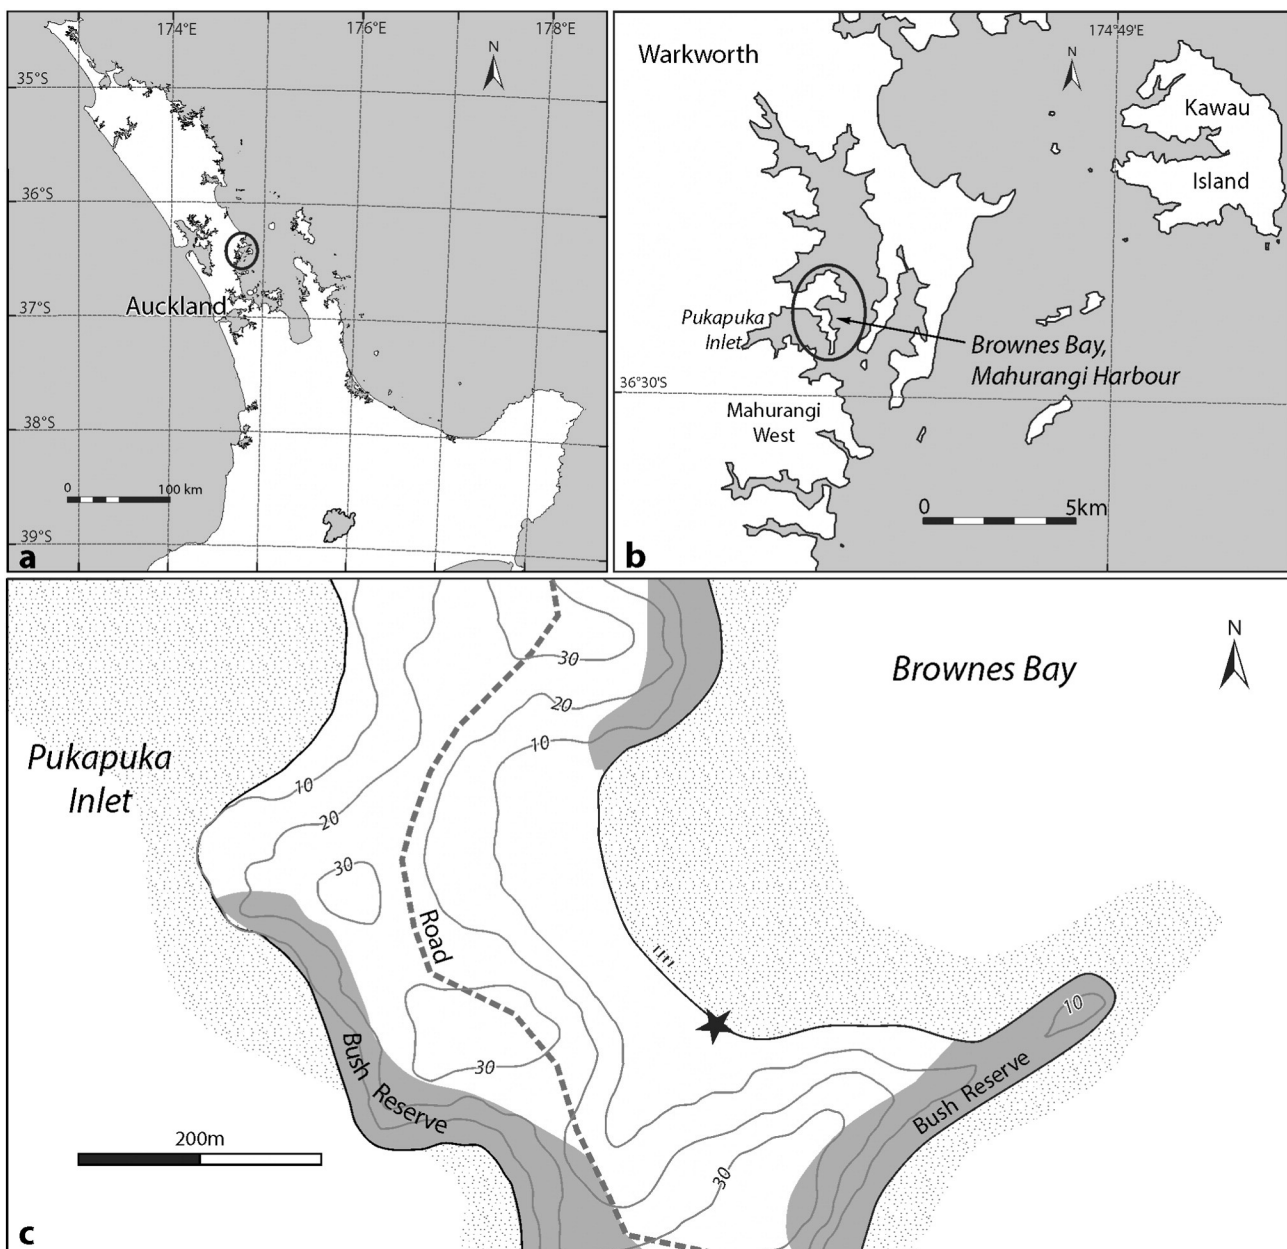 174°E
176°E
178°E
N
35°S
36°S
Auckland
37°S
38°S
0
100 km
39°S
a
174°49'E
Warkworth
N
Kawau
Island
Pukapuka
Inlet
Brownes Bay,
Mahurangi Harbour
36°30'S
Mahurangi
West
0
5km
b
N
Brownes Bay
30
20
10
Pukapuka
Inlet
10
20
30
Road
10
30
Bush Reserve
Bush Reserve
200m
30
c